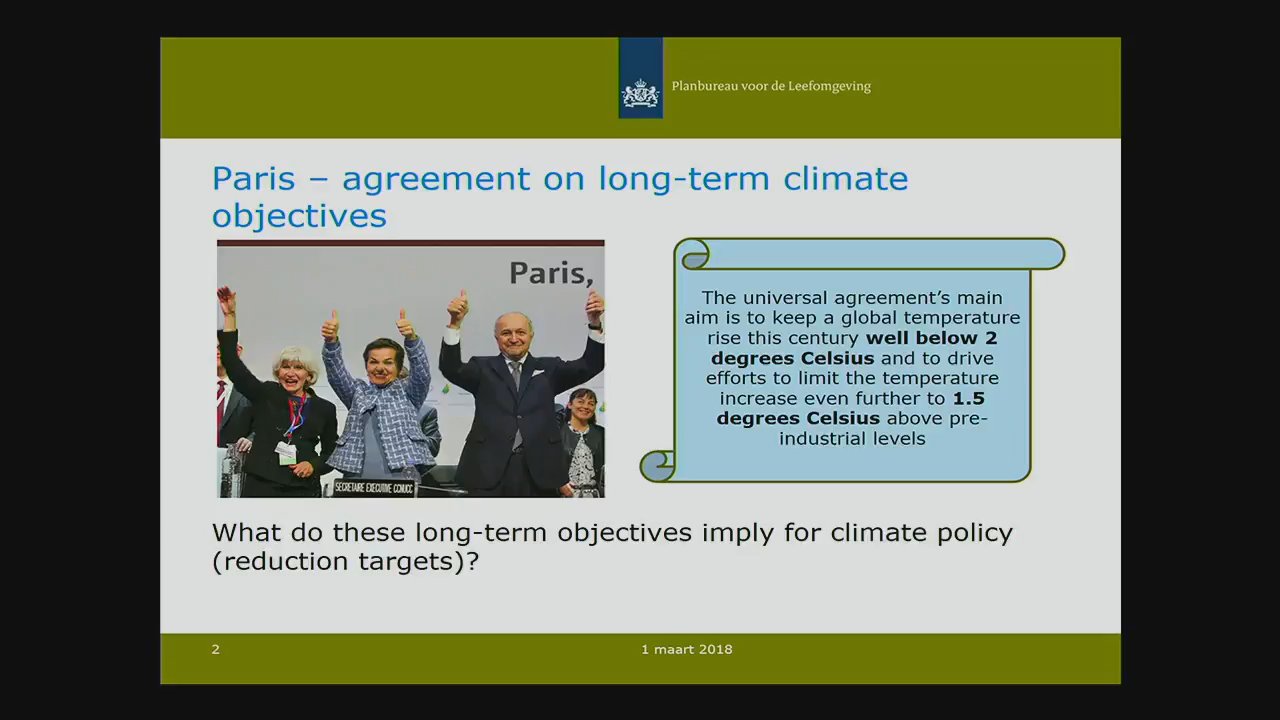 Planbureau voor de Leefomgeving
Paris – agreement on long-term climate
objectives
Paris,
SECRETAIRE EXECUTIVE CCNUCC
The universal agreement’s main
aim is to keep a global temperature
rise this century well below 2
degrees Celsius and to drive
efforts to limit the temperature
increase even further to 1.5
degrees Celsius above pre-
industrial levels
What do these long-term objectives imply for climate policy
(reduction targets)?
2
1 maart 2018